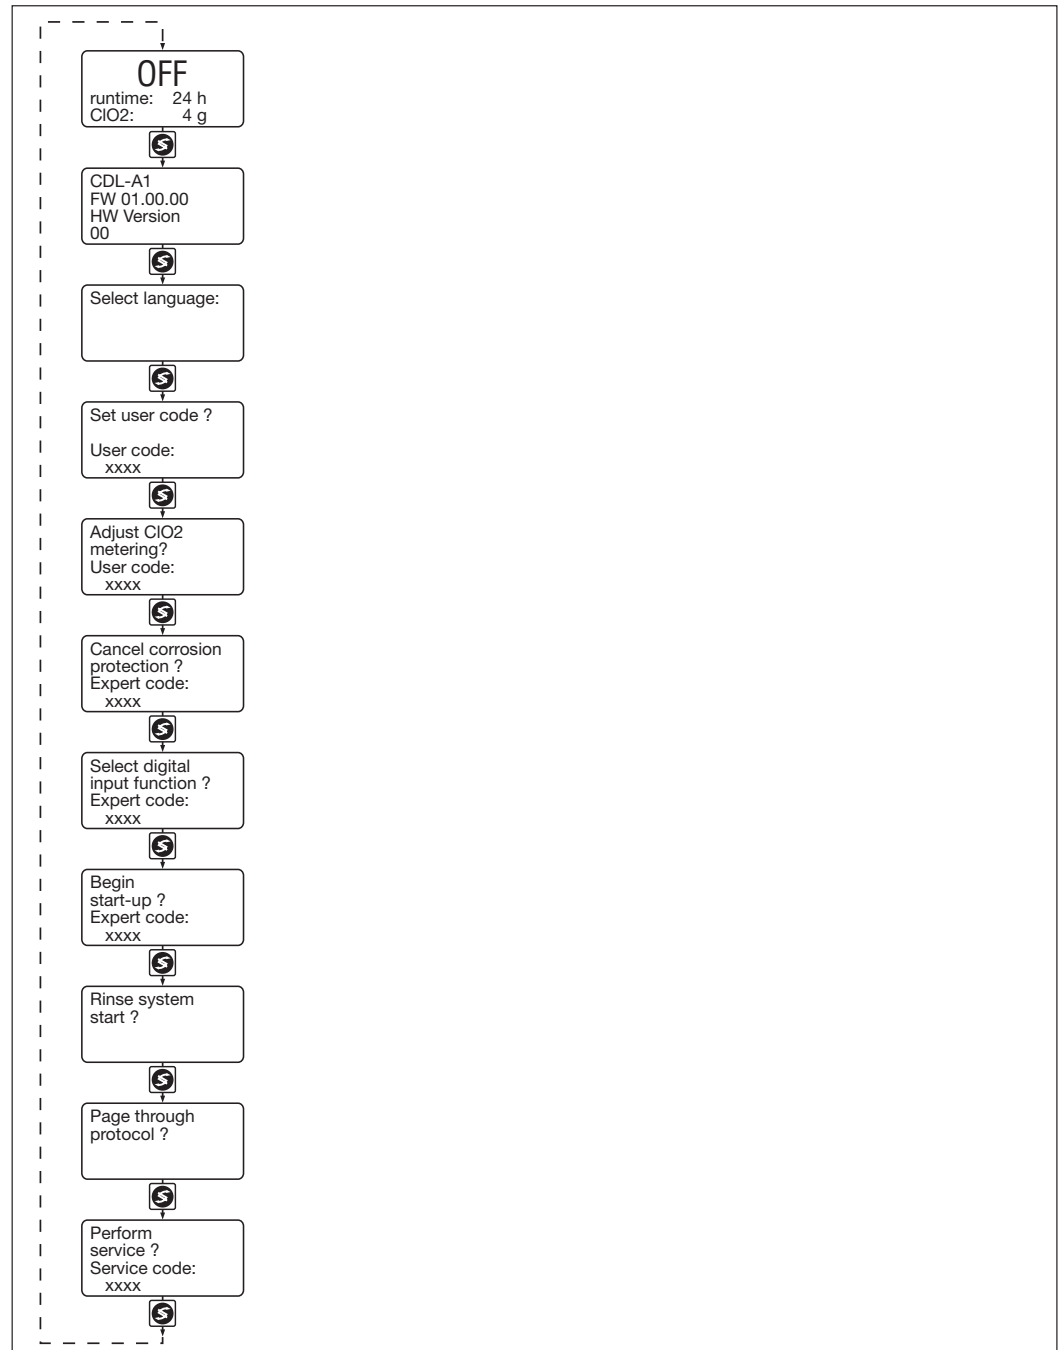 OFF
runtime: 24 h
ClO2: 4 g
CDL-A1
FW 01.00.00
HW Version
00
Select language:
Set user code ?
User code:
xxxx
Adjust ClO2
metering?
User code:
xxxx
Cancel corrosion
protection ?
Expert code:
xxxx
Select digital
input function ?
Expert code:
xxxx
Begin
start-up ?
Expert code:
xxxx
Rinse system
start ?
Page through
protocol ?
Perform
service ?
Service code:
xxxx